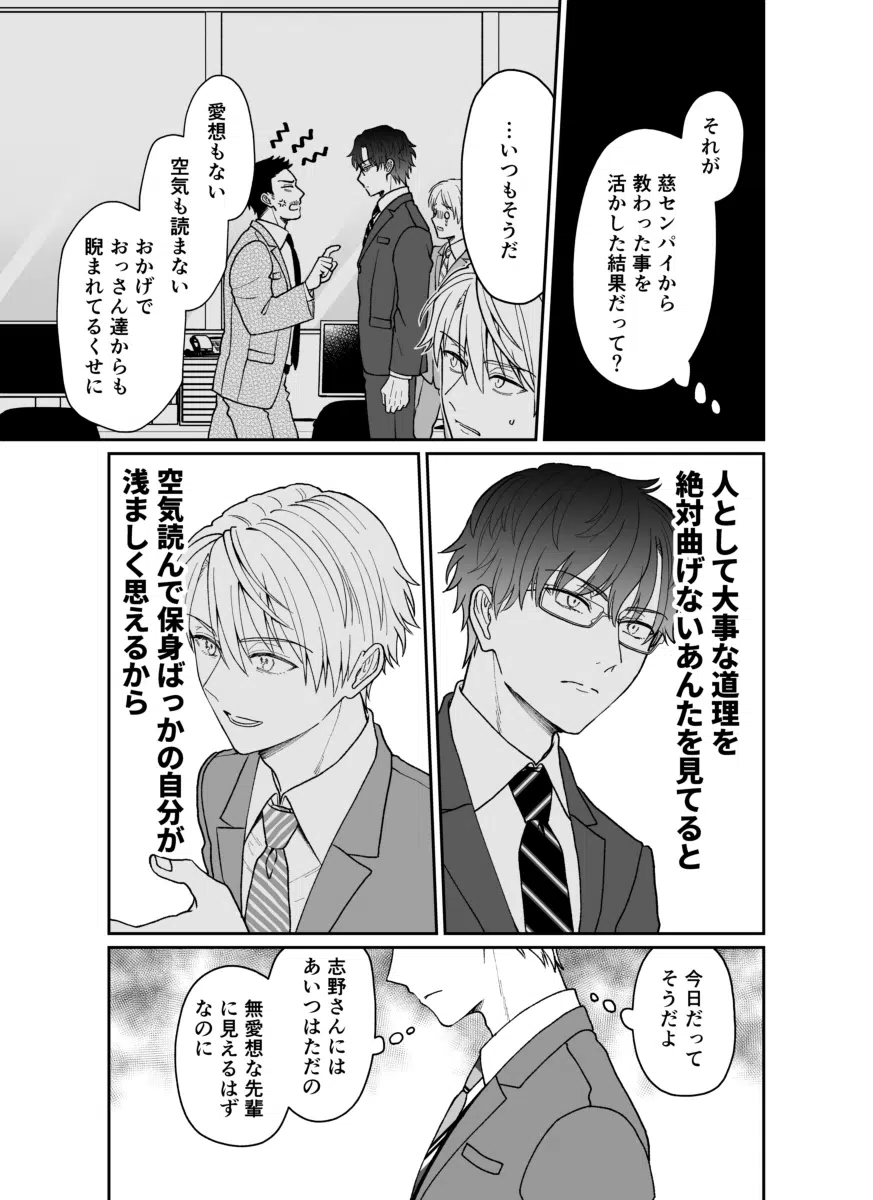 それが
慈センパイから
教わった事を
活かした結果だって？
…いつもそうだ
愛想もない
空気も読まない
おかげで
おっさん達からも
睨まれてるくせに
人として大事な道理を
絶対曲げないあんたを見てると
空気読んで保身ばっかの自分が
浅ましく思えるから
今日だって
そうだよ
志野さんには
あいつはただの
無愛想な先輩
に見えるはず
なのに